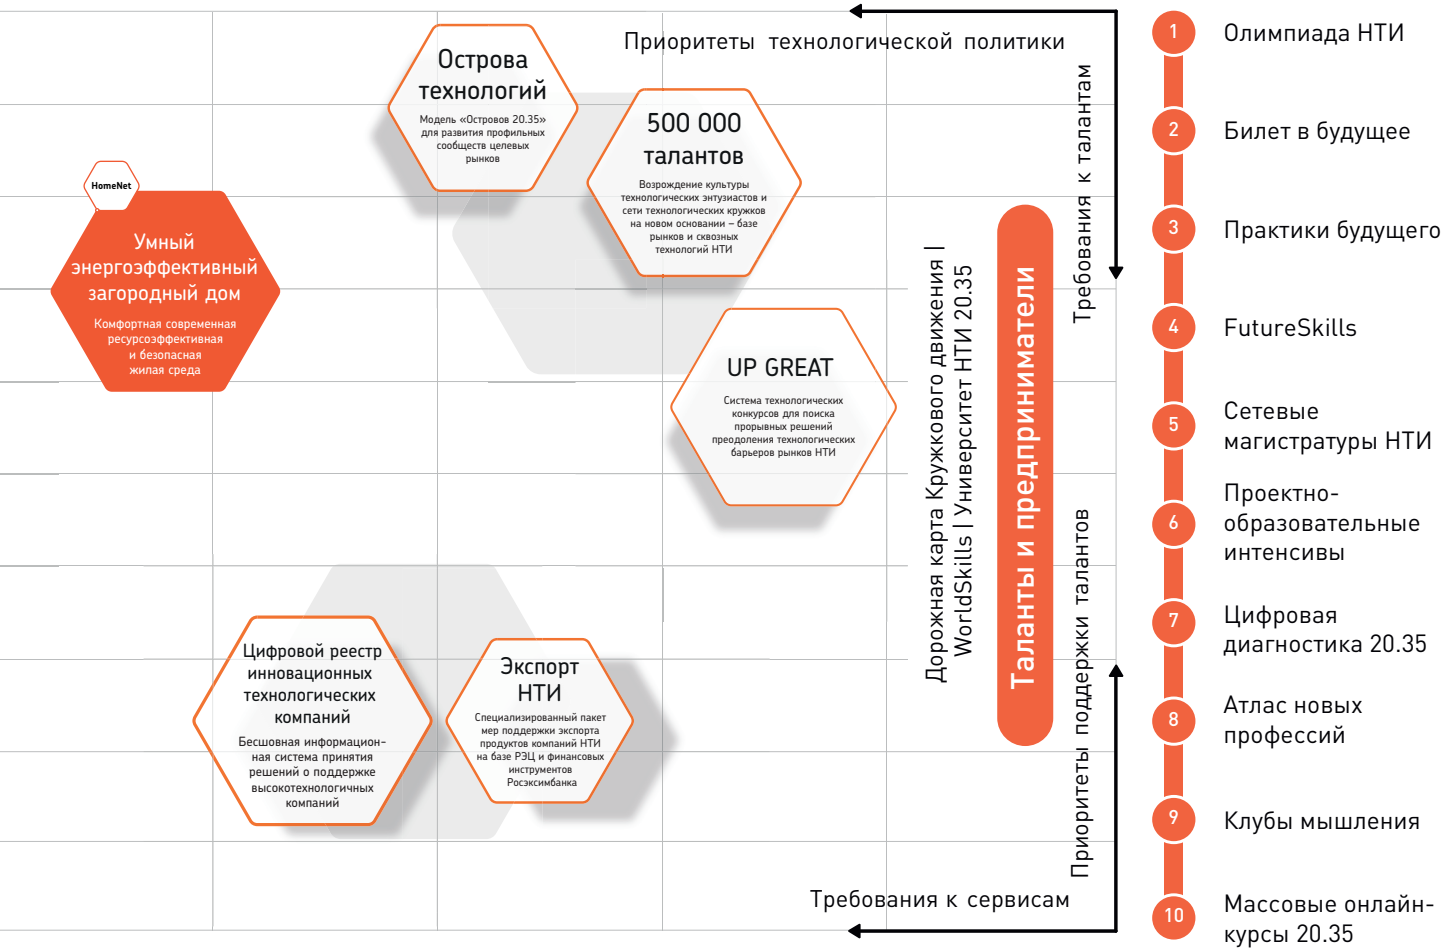 Приоритеты технологической политики
Острова
технологий
Модель «Островов 20.35»
для развития профильных
сообществ целевых
рынков
500 000
талантов
Возрождение культуры
технологических энтузиастов и
сети технологических кружков
на новом основании – базе
рынков и сквозных
технологий НТИ
HomeNet
Умный
энергоэффективный
загородный дом
Комфортная современная
ресурсоэффективная
и безопасная
жилая среда
UP GREAT
Система технологических
конкурсов для поиска
прорывных решений
преодоления технологических
барьеров рынков НТИ
Цифровой реестр
инновационных
технологических
компаний
Бесшовная информацион-
ная система принятия
решений о поддержке
высокотехнологичных
компаний
Экспорт
НТИ
Специализированный пакет
мер поддержки экспорта
продуктов компаний НТИ
на базе РЭЦ и финансовых
инструментов
Росэксимбанка
Дорожная карта Кружкового движения |
WorldSkills | Университет НТИ 20.35
Таланты и предприниматели
Требования к талантам
Приоритеты поддержки талантов
Требования к сервисам
1 Олимпиада НТИ
2 Билет в будущее
3 Практики будущего
4 FutureSkills
5 Сетевые
магистратуры НТИ
6 Проектно-
образовательные
интенсивы
7 Цифровая
диагностика 20.35
8 Атлас новых
профессий
9 Клубы мышления
10 Массовые онлайн-
курсы 20.35